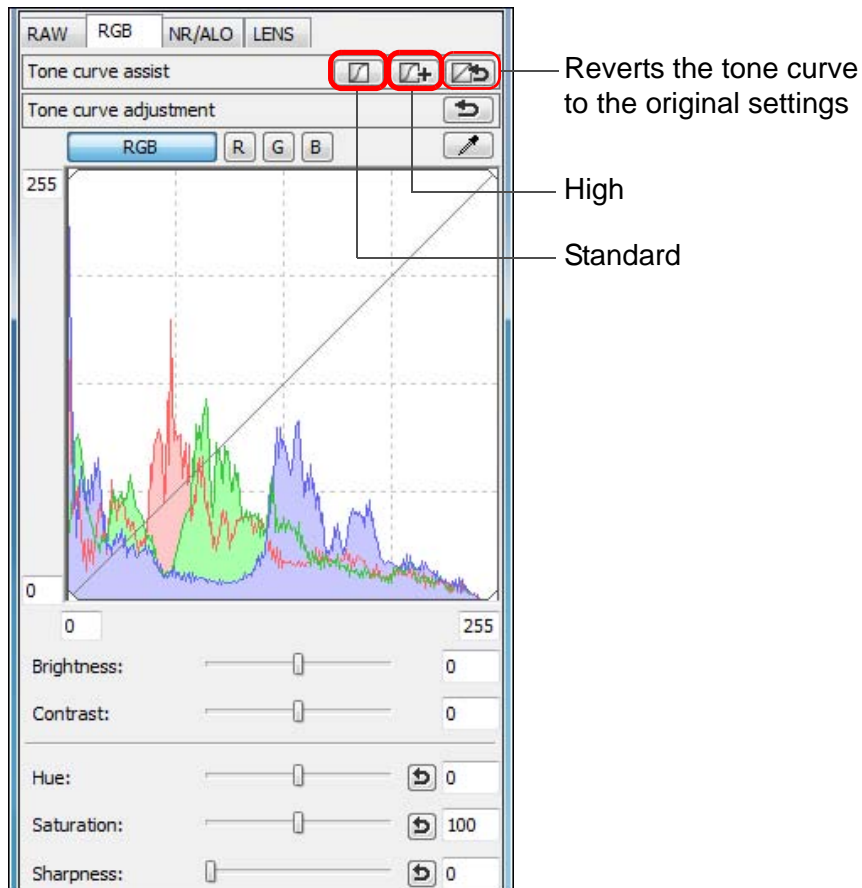 RAW RGB NR/ALO LENS
Tone curve assist
Reverts the tone curve
to the original settings
Tone curve adjustment
RGB R G B
255
High
Standard
0
0 255
Brightness: 0
Contrast: 0
Hue: 0
Saturation: 100
Sharpness: 0